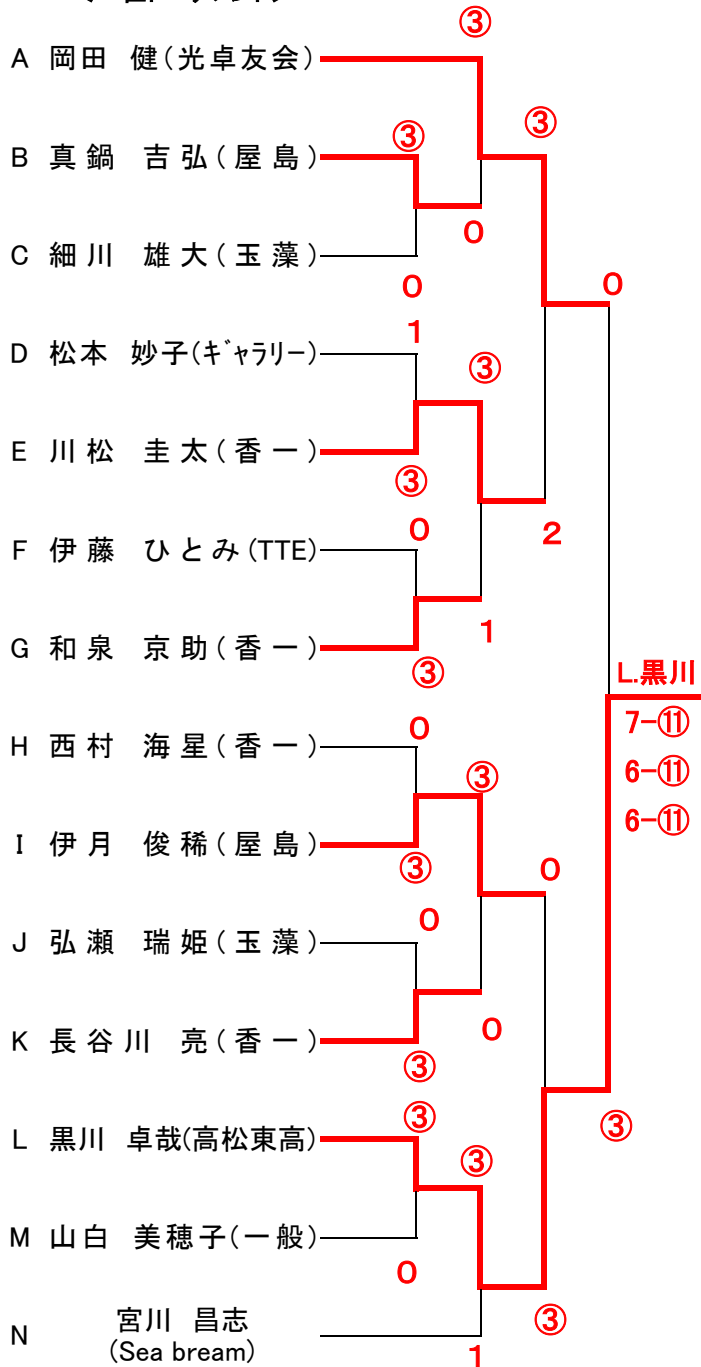 ③
A 岡田 健(光卓友会)
③
③
B 真鍋 吉弘(屋島)
0
C 細川 雄大(玉藻)
0
0
1
D 松本 妙子(ギャラリー)
③
E 川松 圭太(香一)
③
0
2
F 伊藤 ひとみ(TTE)
1
G 和泉 京助(香一)
③
L.黒川
7-⑪
0
H 西村 海星(香一)
6-⑪
③
6-⑪
I 伊月 俊稀(屋島)
③
0
0
J 弘瀬 瑞姫(玉藻)
0
K 長谷川 亮(香一)
③
③
③
L 黒川 卓哉(高松東高)
③
M 山白 美穂子(一般)
0
③
N 宮川 昌志
(Sea bream)
1